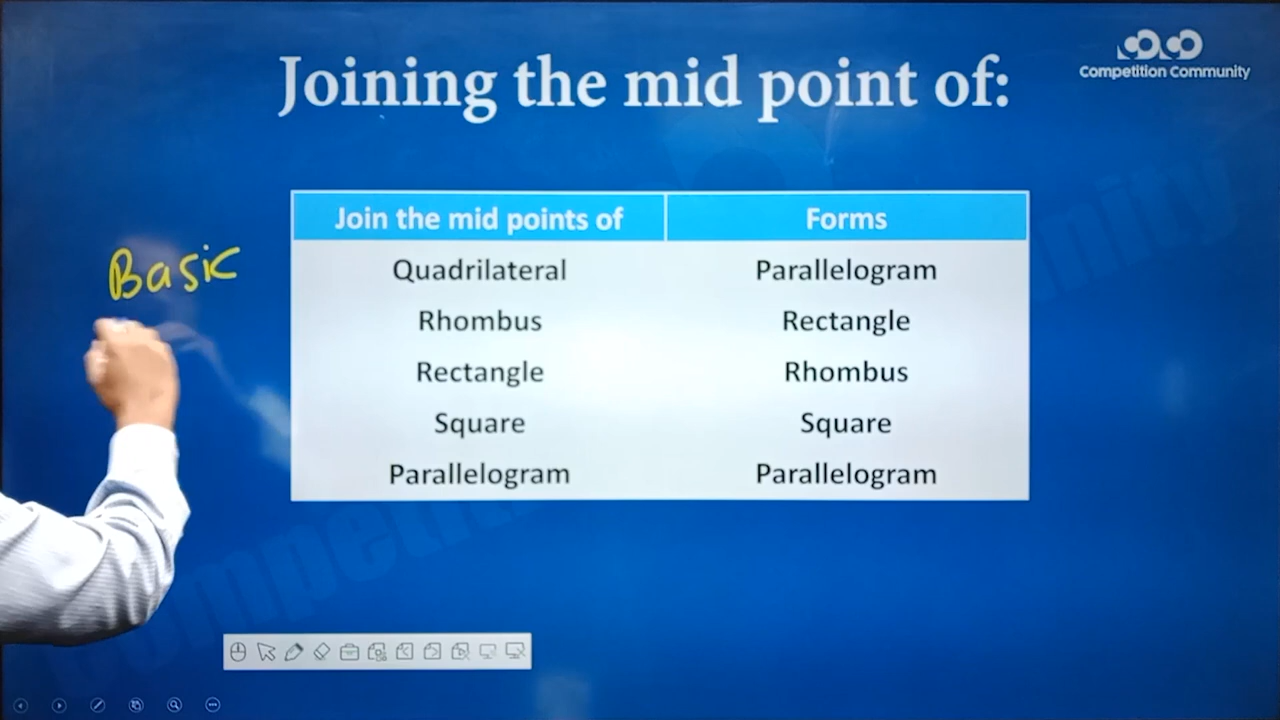 Joining the mid point of:
Competition Community
Join the mid points of Forms
Quadrilateral Parallelogram
Basic
Rhombus Rectangle
Rectangle Rhombus
Square Square
Parallelogram Parallelogram